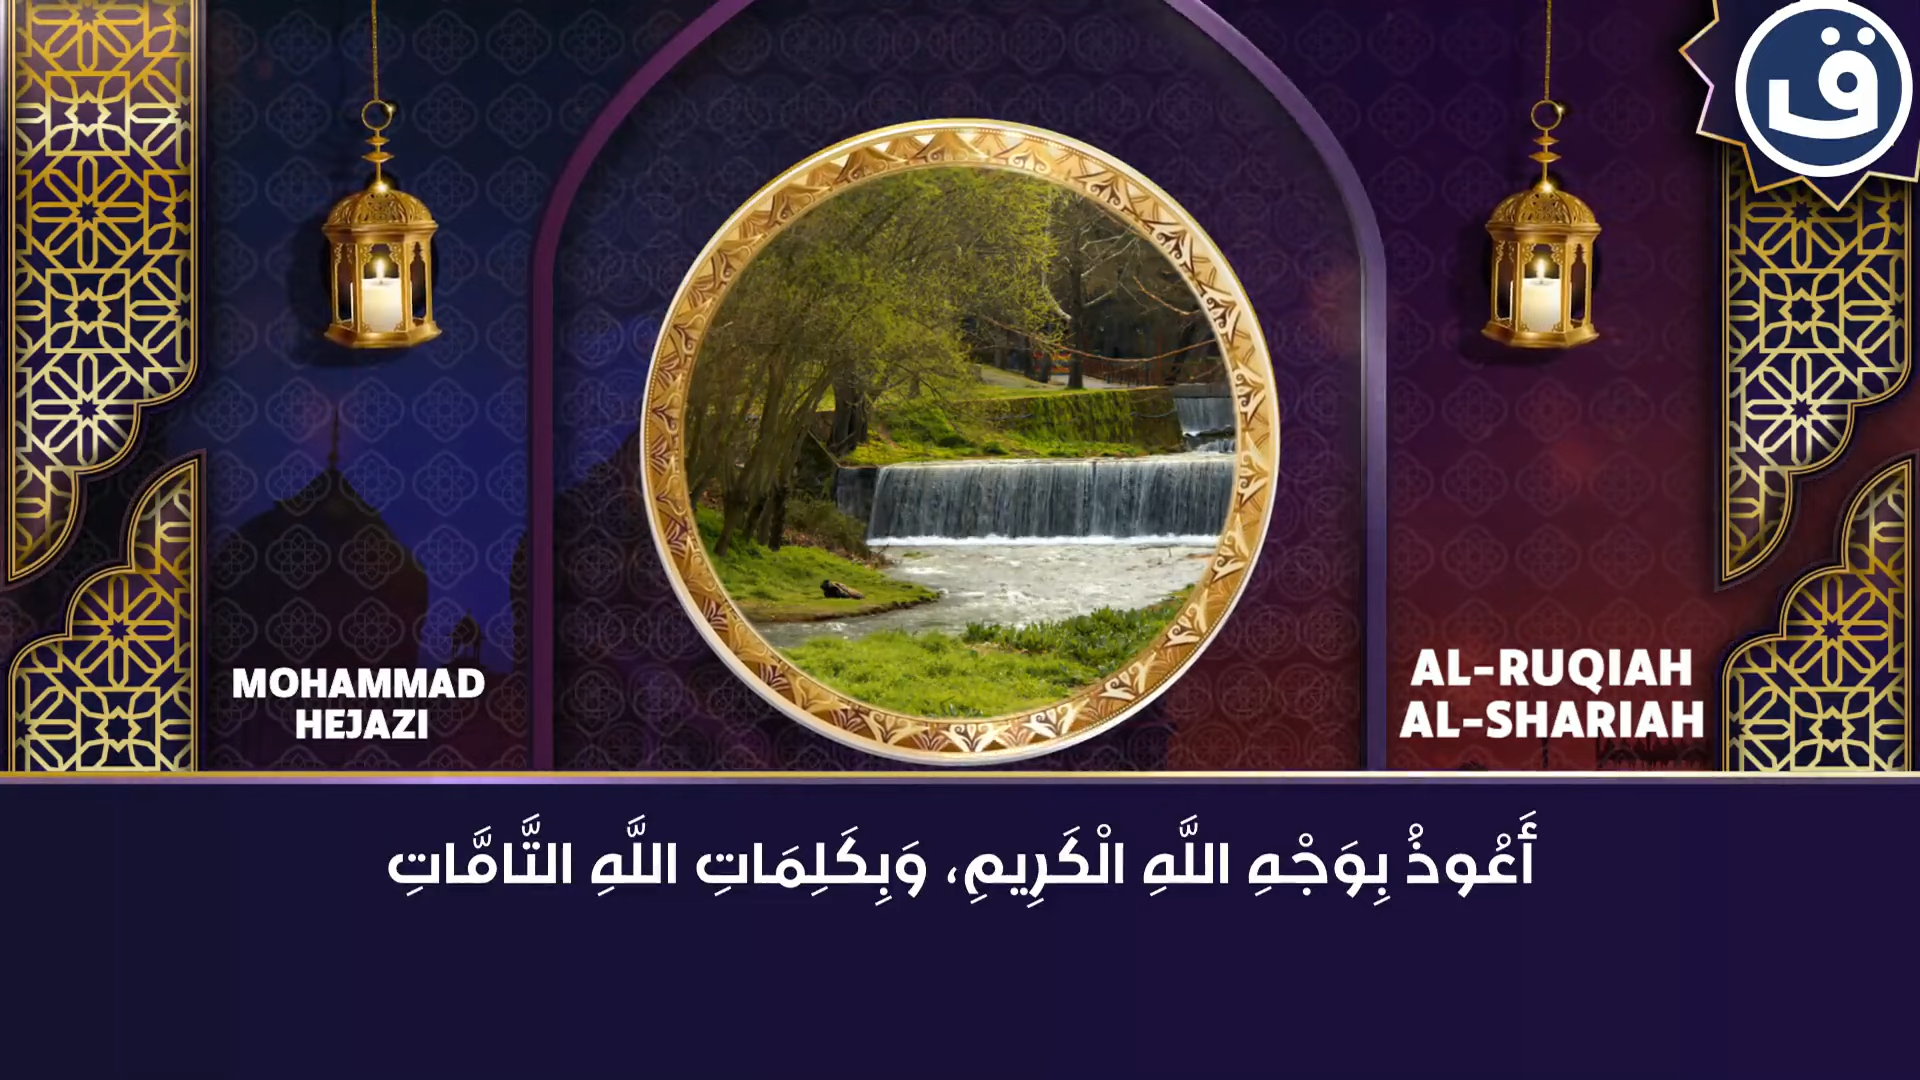 ق
MOHAMMAD
HEJAZI
AL-RUQIAH
AL-SHARIAH
أَعُوذُ بِوَجْهِ اللَّهِ الْكَرِيمِ، وَبِكَلِمَاتِ اللَّهِ التَّامَّاتِ